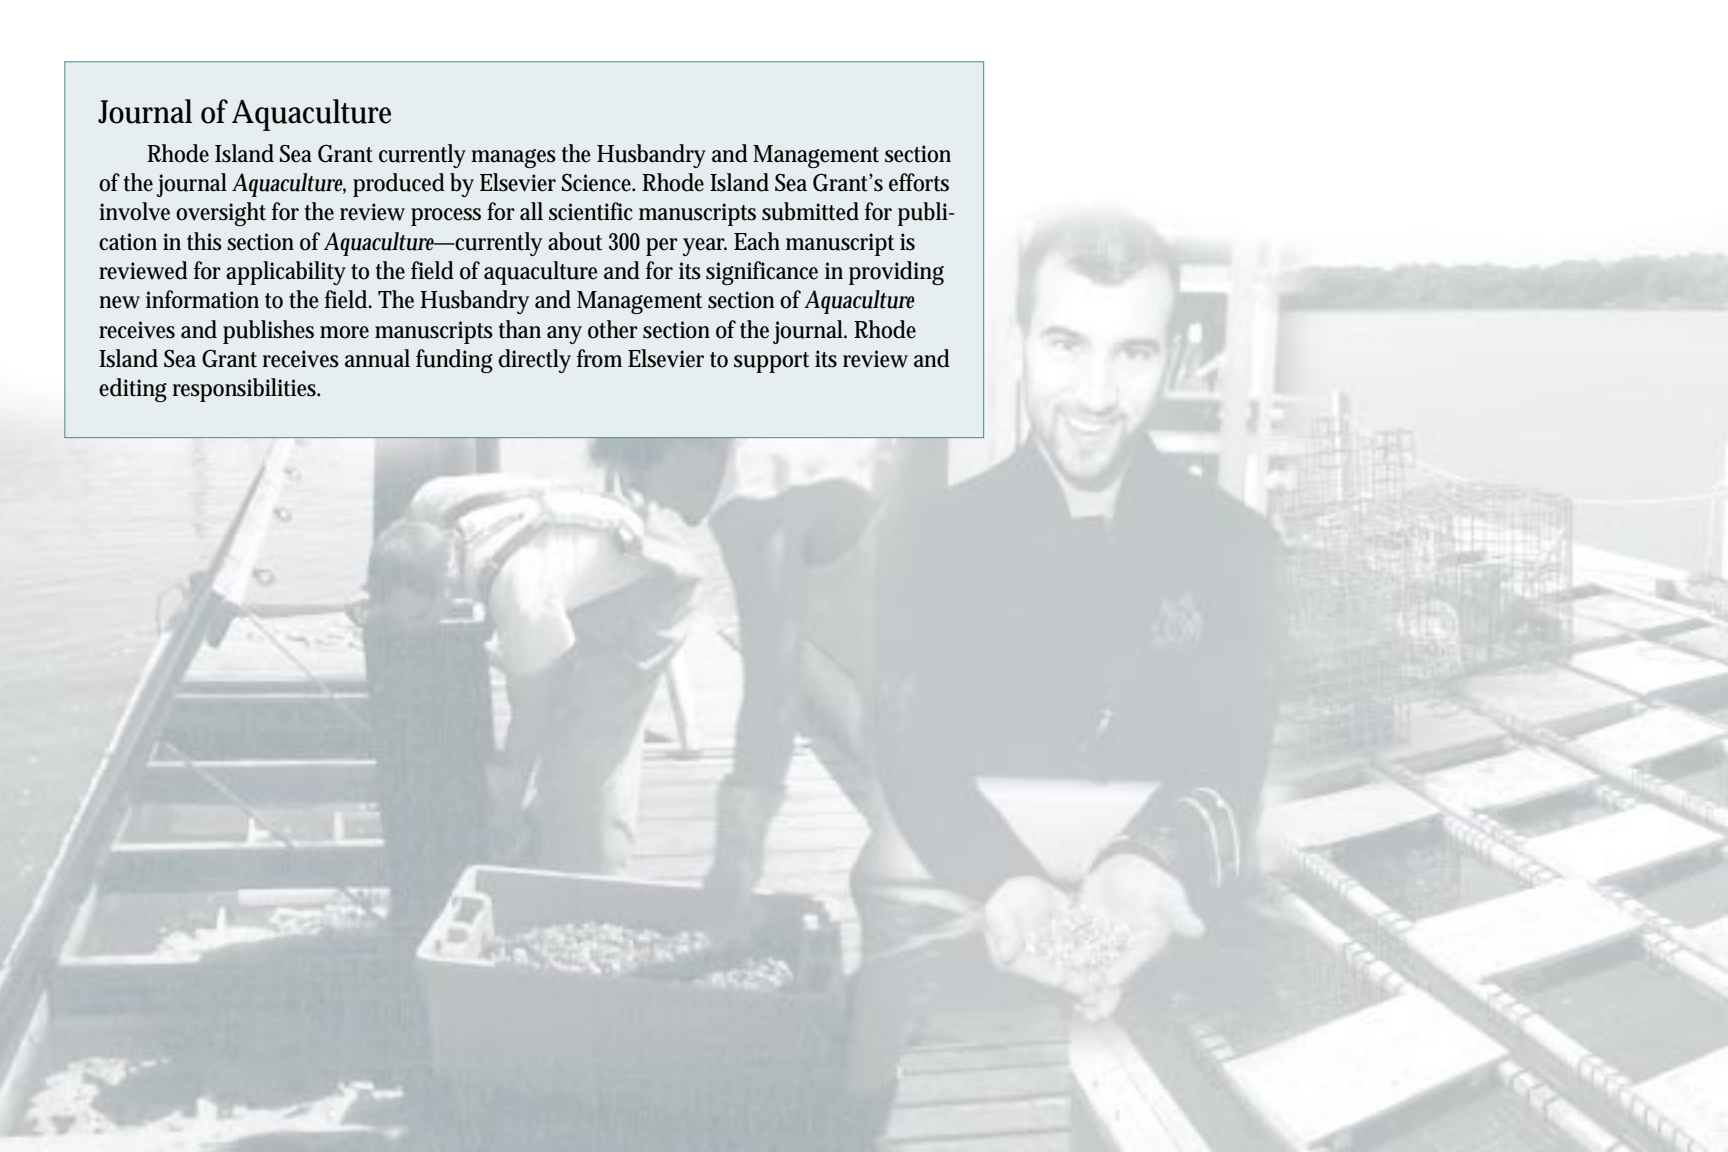 Journal of Aquaculture
Rhode Island Sea Grant currently manages the Husbandry and Management section
of the journal Aquaculture, produced by Elsevier Science. Rhode Island Sea Grant’s efforts
involve oversight for the review process for all scientific manuscripts submitted for publi-
cation in this section of Aquaculture—currently about 300 per year. Each manuscript is
reviewed for applicability to the field of aquaculture and for its significance in providing
new information to the field. The Husbandry and Management section of Aquaculture
receives and publishes more manuscripts than any other section of the journal. Rhode
Island Sea Grant receives annual funding directly from Elsevier to support its review and
editing responsibilities.